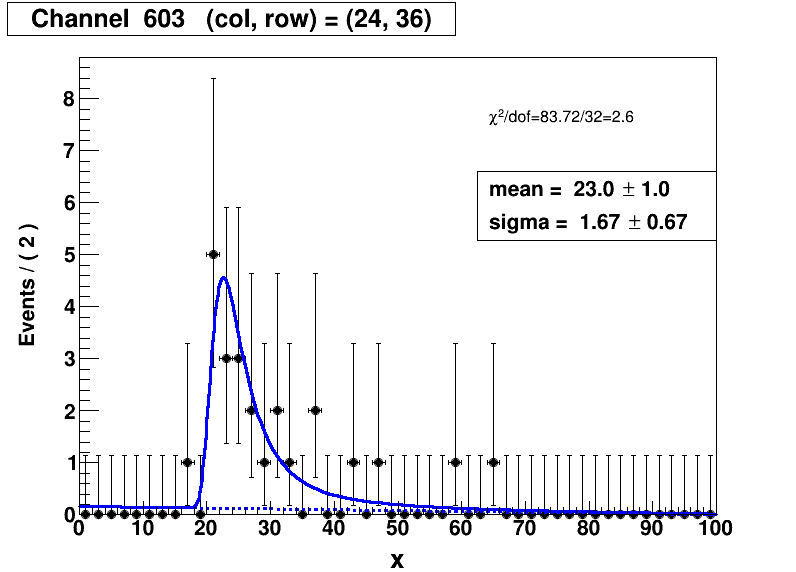 Channel 603 (col, row) = (24, 36)
χ²/dof=83.72/32=2.6
mean = 23.0 ± 1.0
sigma = 1.67 ± 0.67
Events / ( 2 )
8
7
6
5
4
3
2
1
0
0 10 20 30 40 50 60 70 80 90 100
x